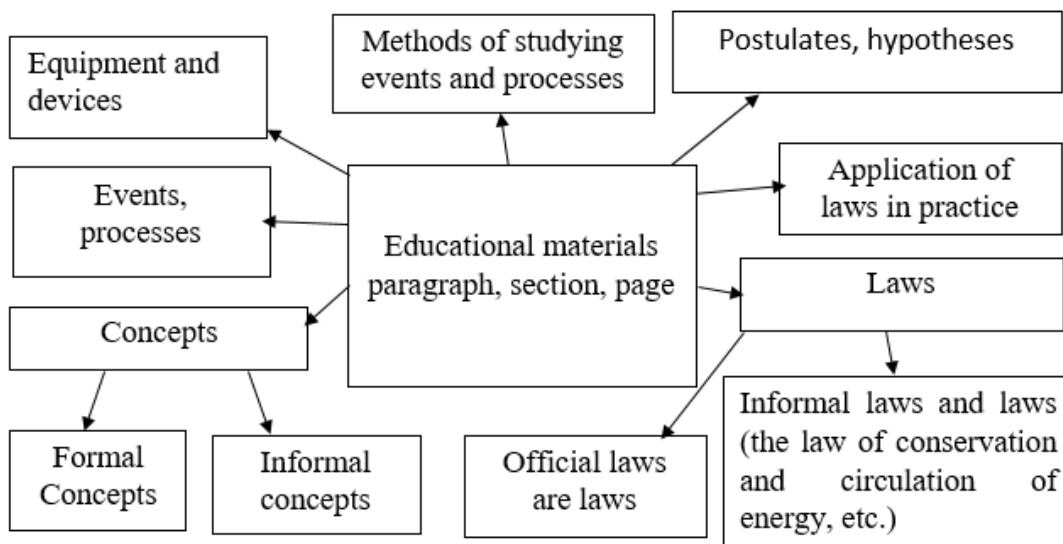 Equipment and
devices
Methods of studying
events and processes
Postulates, hypotheses
Events,
processes
Educational materials
paragraph, section, page
Application of
laws in practice
Concepts
Laws
Formal
Concepts
Informal
concepts
Official laws
are laws
Informal laws and laws
(the law of conservation
and circulation of
energy, etc.)